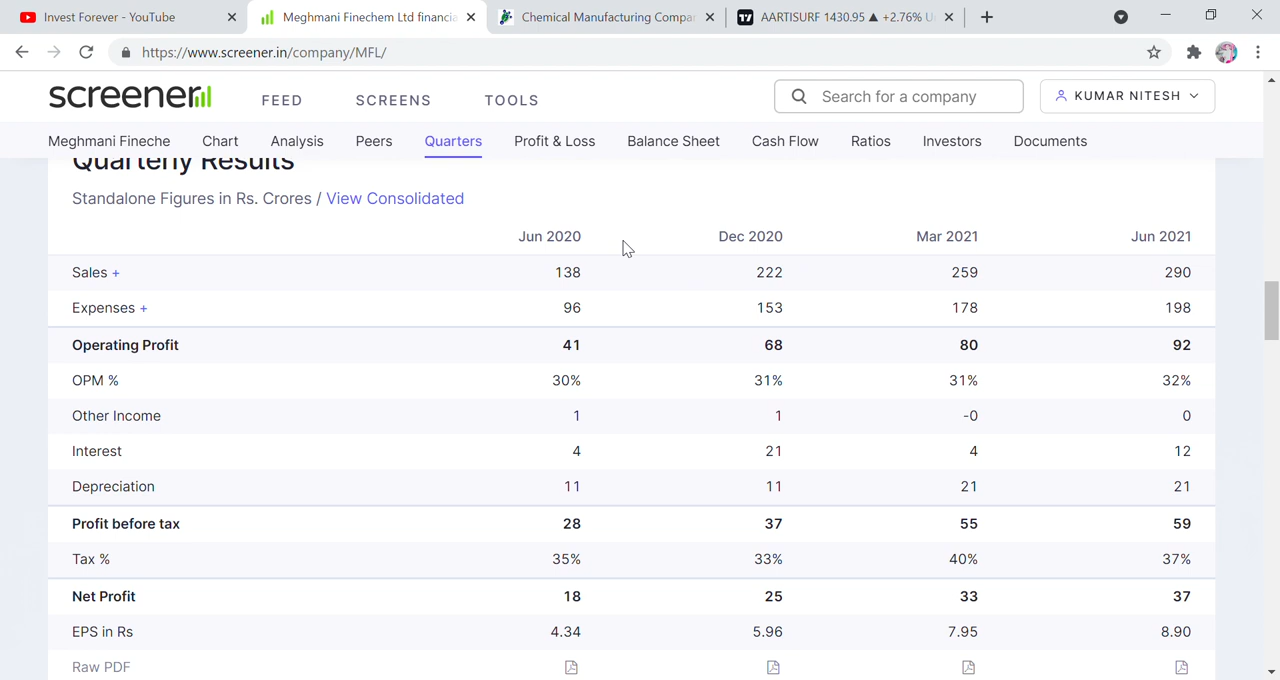 Invest Forever - YouTube
Meghmani Finechem Ltd financia
Chemical Manufacturing Compar
AARTISURF 1430.95 ▲ +2.76% U
https://www.screener.in/company/MFL/
screener
FEED
SCREENS
TOOLS
Search for a company
KUMAR NITESH
Meghmani Fineche
Chart
Analysis
Peers
Quarters
Profit & Loss
Balance Sheet
Cash Flow
Ratios
Investors
Documents
Quarterly Results
Standalone Figures in Rs. Crores / View Consolidated
Jun 2020 Dec 2020 Mar 2021 Jun 2021
Sales + 138 222 259 290
Expenses + 96 153 178 198
Operating Profit 41 68 80 92
OPM % 30% 31% 31% 32%
Other Income 1 1 -0 0
Interest 4 21 4 12
Depreciation 11 11 21 21
Profit before tax 28 37 55 59
Tax % 35% 33% 40% 37%
Net Profit 18 25 33 37
EPS in Rs 4.34 5.96 7.95 8.90
Raw PDF